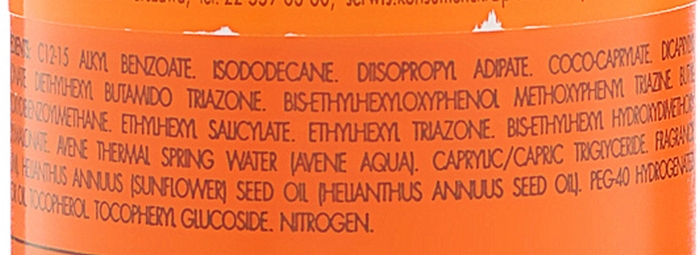 C12-15 ALKYL BENZOATE. ISODODECANE. DIISOPROPYL ADIPATE. COCO-CAPRYLATE.
DIETHYLHEXYL BUTAMIDO TRIAZONE. BIS-ETHYLHEXYLOXYPHENOL METHOXYPHENYL TRIAZINE.
ETHYLHEXYL SALICYLATE. ETHYLHEXYL TRIAZONE. BIS-ETHYLHEXYL
AVENE THERMAL SPRING WATER (AVENE AQUA). CAPRYLIC/CAPRIC TRIGLYCERIDE.
HELIANTHUS ANNUUS (SUNFLOWER) SEED OIL (HELIANTHUS ANNUUS SEED OIL). PEG-40
OIL TOCOPHEROL. TOCOPHERYL GLUCOSIDE. NITROGEN.